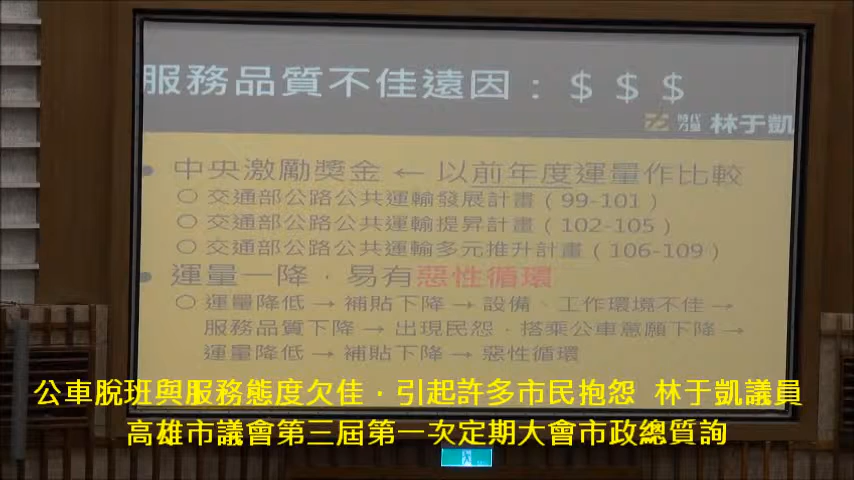 服務品質不佳遠因：＄＄＄
時代力量 林于凱
• 中央激勵獎金 ← 以前年度運量作比較
○ 交通部公路公共運輸發展計畫（99-101）
○ 交通部公路公共運輸提昇計畫（102-105）
○ 交通部公路公共運輸多元推升計畫（106-109）
• 運量一降，易有惡性循環
○ 運量降低 → 補貼下降 → 設備、工作環境不佳 →
服務品質下降 → 出現民怨，搭乘公車意願下降 →
運量降低 → 補貼下降 → 惡性循環
公車脫班與服務態度欠佳，引起許多市民抱怨 林于凱議員
高雄市議會第三屆第一次定期大會市政總質詢